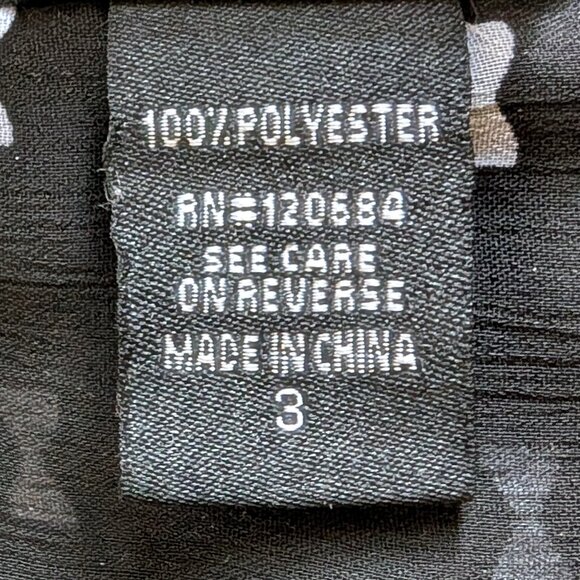 100% POLYESTER
RN#120684
SEE CARE
ON REVERSE
MADE IN CHINA
3